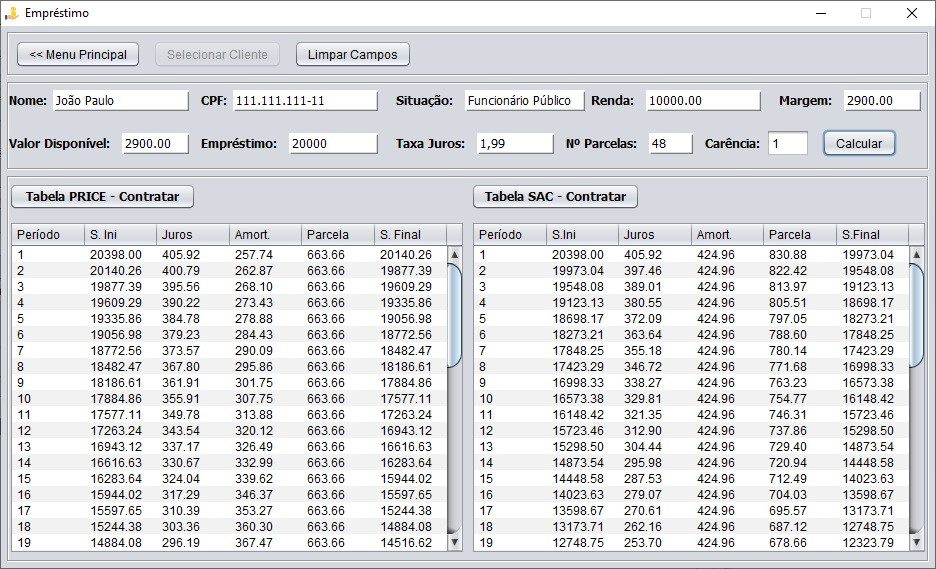 Empréstimo
<< Menu Principal Selecionar Cliente Limpar Campos
Nome: João Paulo CPF: 111.111.111-11 Situação: Funcionário Público Renda: 10000.00 Margem: 2900.00
Valor Disponível: 2900.00 Empréstimo: 20000 Taxa Juros: 1,99 Nº Parcelas: 48 Carência: 1 Calcular
Tabela PRICE - Contratar
Período S. Ini Juros Amort. Parcela S. Final
1 20398.00 405.92 257.74 663.66 20140.26
2 20140.26 400.79 262.87 663.66 19877.39
3 19877.39 395.56 268.10 663.66 19609.29
4 19609.29 390.22 273.43 663.66 19335.86
5 19335.86 384.78 278.88 663.66 19056.98
6 19056.98 379.23 284.43 663.66 18772.56
7 18772.56 373.57 290.09 663.66 18482.47
8 18482.47 367.80 295.86 663.66 18186.61
9 18186.61 361.91 301.75 663.66 17884.86
10 17884.86 355.91 307.75 663.66 17577.11
11 17577.11 349.78 313.88 663.66 17263.24
12 17263.24 343.54 320.12 663.66 16943.12
13 16943.12 337.17 326.49 663.66 16616.63
14 16616.63 330.67 332.99 663.66 16283.64
15 16283.64 324.04 339.62 663.66 15944.02
16 15944.02 317.29 346.37 663.66 15597.65
17 15597.65 310.39 353.27 663.66 15244.38
18 15244.38 303.36 360.30 663.66 14884.08
19 14884.08 296.19 367.47 663.66 14516.62
Tabela SAC - Contratar
Período S.Ini Juros Amort. Parcela S.Final
1 20398.00 405.92 424.96 830.88 19973.04
2 19973.04 397.46 424.96 822.42 19548.08
3 19548.08 389.01 424.96 813.97 19123.13
4 19123.13 380.55 424.96 805.51 18698.17
5 18698.17 372.09 424.96 797.05 18273.21
6 18273.21 363.64 424.96 788.60 17848.25
7 17848.25 355.18 424.96 780.14 17423.29
8 17423.29 346.72 424.96 771.68 16998.33
9 16998.33 338.27 424.96 763.23 16573.38
10 16573.38 329.81 424.96 754.77 16148.42
11 16148.42 321.35 424.96 746.31 15723.46
12 15723.46 312.90 424.96 737.86 15298.50
13 15298.50 304.44 424.96 729.40 14873.54
14 14873.54 295.98 424.96 720.94 14448.58
15 14448.58 287.53 424.96 712.49 14023.63
16 14023.63 279.07 424.96 704.03 13598.67
17 13598.67 270.61 424.96 695.57 13173.71
18 13173.71 262.16 424.96 687.12 12748.75
19 12748.75 253.70 424.96 678.66 12323.79